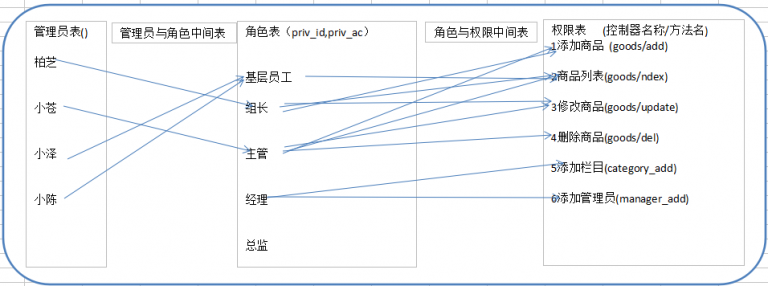 管理员表()
管理员与角色中间表
角色表（priv_id,priv_ac）
角色与权限中间表
权限表 (控制器名称/方法名)
柏芝
小苍
小泽
小陈
基层员工
组长
主管
经理
总监
1添加商品 (goods/add)
2商品列表(goods/ndex)
3修改商品(goods/update)
4删除商品(goods/del)
5添加栏目(category_add)
6添加管理员(manager_add)